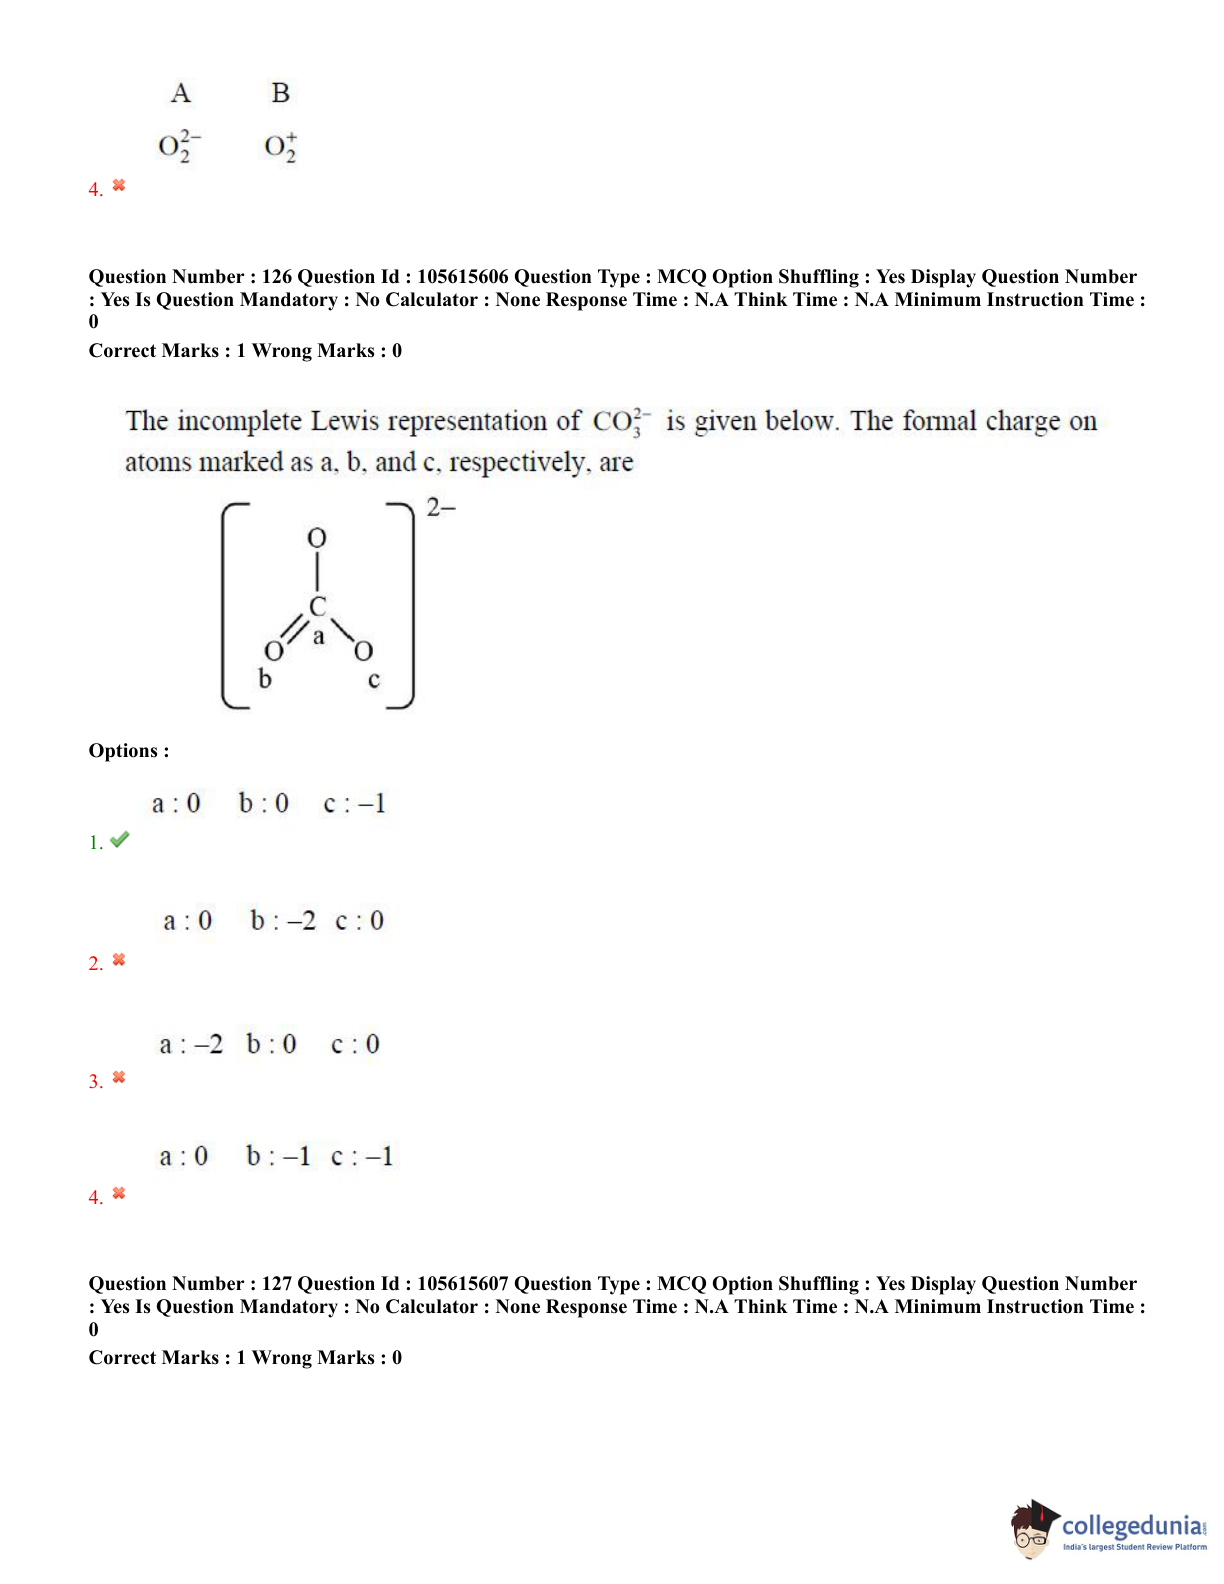 A B
O₂²⁻ O₂⁺
4.
Question Number : 126 Question Id : 105615606 Question Type : MCQ Option Shuffling : Yes Display Question Number
: Yes Is Question Mandatory : No Calculator : None Response Time : N.A Think Time : N.A Minimum Instruction Time :
0
Correct Marks : 1 Wrong Marks : 0
The incomplete Lewis representation of CO₃²⁻ is given below. The formal charge on
atoms marked as a, b, and c, respectively, are
2–
O
C
a
O O
b c
Options :
a : 0 b : 0 c : –1
1.
a : 0 b : –2 c : 0
2.
a : –2 b : 0 c : 0
3.
a : 0 b : –1 c : –1
4.
Question Number : 127 Question Id : 105615607 Question Type : MCQ Option Shuffling : Yes Display Question Number
: Yes Is Question Mandatory : No Calculator : None Response Time : N.A Think Time : N.A Minimum Instruction Time :
0
Correct Marks : 1 Wrong Marks : 0
collegedunia.com
India's largest Student Review Platform